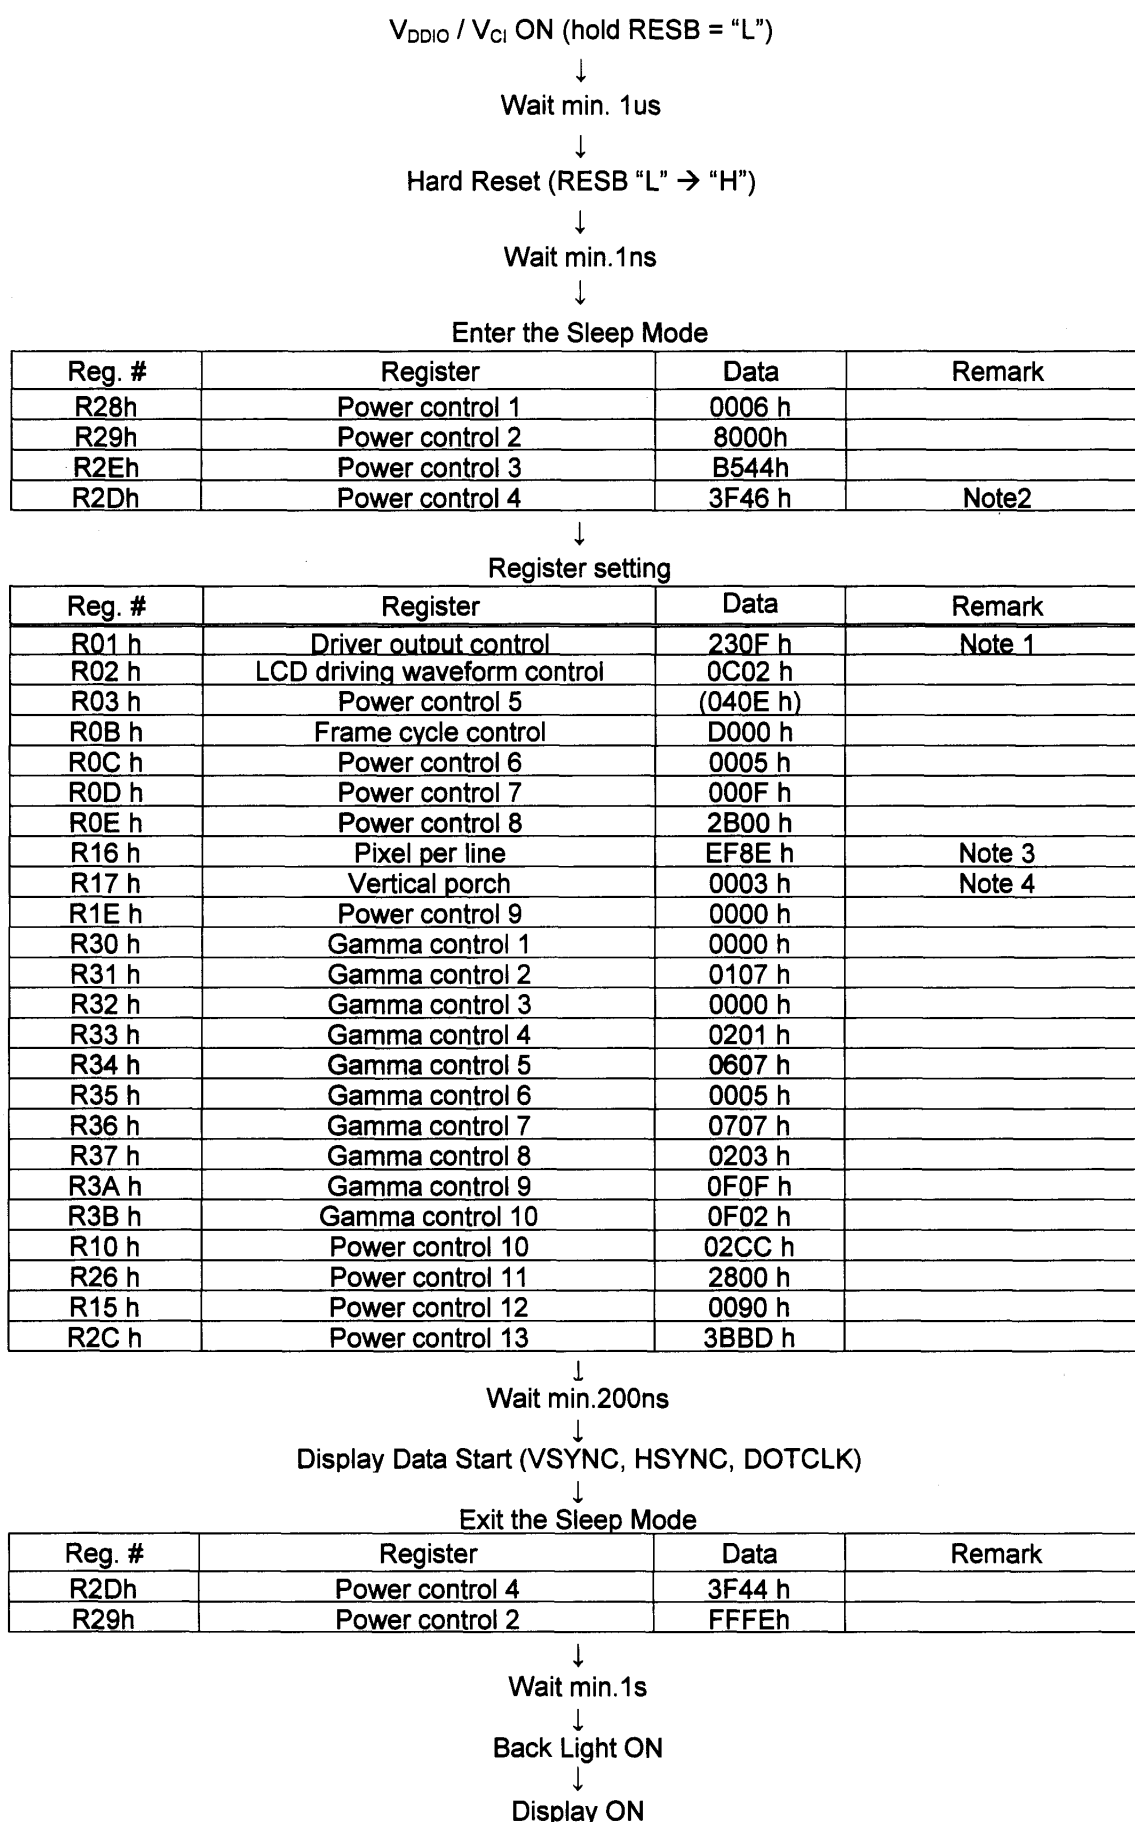 VDDIO / VCI ON (hold RESB = “L”)
↓
Wait min. 1us
↓
Hard Reset (RESB “L” → “H”)
↓
Wait min.1ns
↓
Enter the Sleep Mode
Reg. # Register Data Remark
R28h Power control 1 0006 h
R29h Power control 2 8000h
R2Eh Power control 3 B544h
R2Dh Power control 4 3F46 h Note2
↓
Register setting
Reg. # Register Data Remark
R01 h Driver output control 230F h Note 1
R02 h LCD driving waveform control 0C02 h
R03 h Power control 5 (040E h)
R0B h Frame cycle control D000 h
R0C h Power control 6 0005 h
R0D h Power control 7 000F h
R0E h Power control 8 2B00 h
R16 h Pixel per line EF8E h Note 3
R17 h Vertical porch 0003 h Note 4
R1E h Power control 9 0000 h
R30 h Gamma control 1 0000 h
R31 h Gamma control 2 0107 h
R32 h Gamma control 3 0000 h
R33 h Gamma control 4 0201 h
R34 h Gamma control 5 0607 h
R35 h Gamma control 6 0005 h
R36 h Gamma control 7 0707 h
R37 h Gamma control 8 0203 h
R3A h Gamma control 9 0F0F h
R3B h Gamma control 10 0F02 h
R10 h Power control 10 02CC h
R26 h Power control 11 2800 h
R15 h Power control 12 0090 h
R2C h Power control 13 3BBD h
↓
Wait min.200ns
↓
Display Data Start (VSYNC, HSYNC, DOTCLK)
↓
Exit the Sleep Mode
Reg. # Register Data Remark
R2Dh Power control 4 3F44 h
R29h Power control 2 FFFEh
↓
Wait min.1s
↓
Back Light ON
↓
Display ON